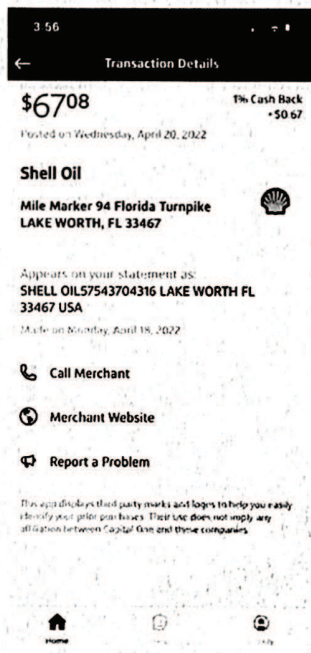 3 56
Transaction Details
$67.08
1% Cash Back
+$0.67
Posted on Wednesday, April 20, 2022
Shell Oil
Mile Marker 94 Florida Turnpike
LAKE WORTH, FL 33467
Appears on your statement as:
SHELL OIL57543704316 LAKE WORTH FL
33467 USA
Made on Monday, April 18, 2022
Call Merchant
Merchant Website
Report a Problem
This app displays third party marks and logos to help you easily
identify your prior purchases. Their use does not imply any
affiliation between Capital One and these companies.
Home